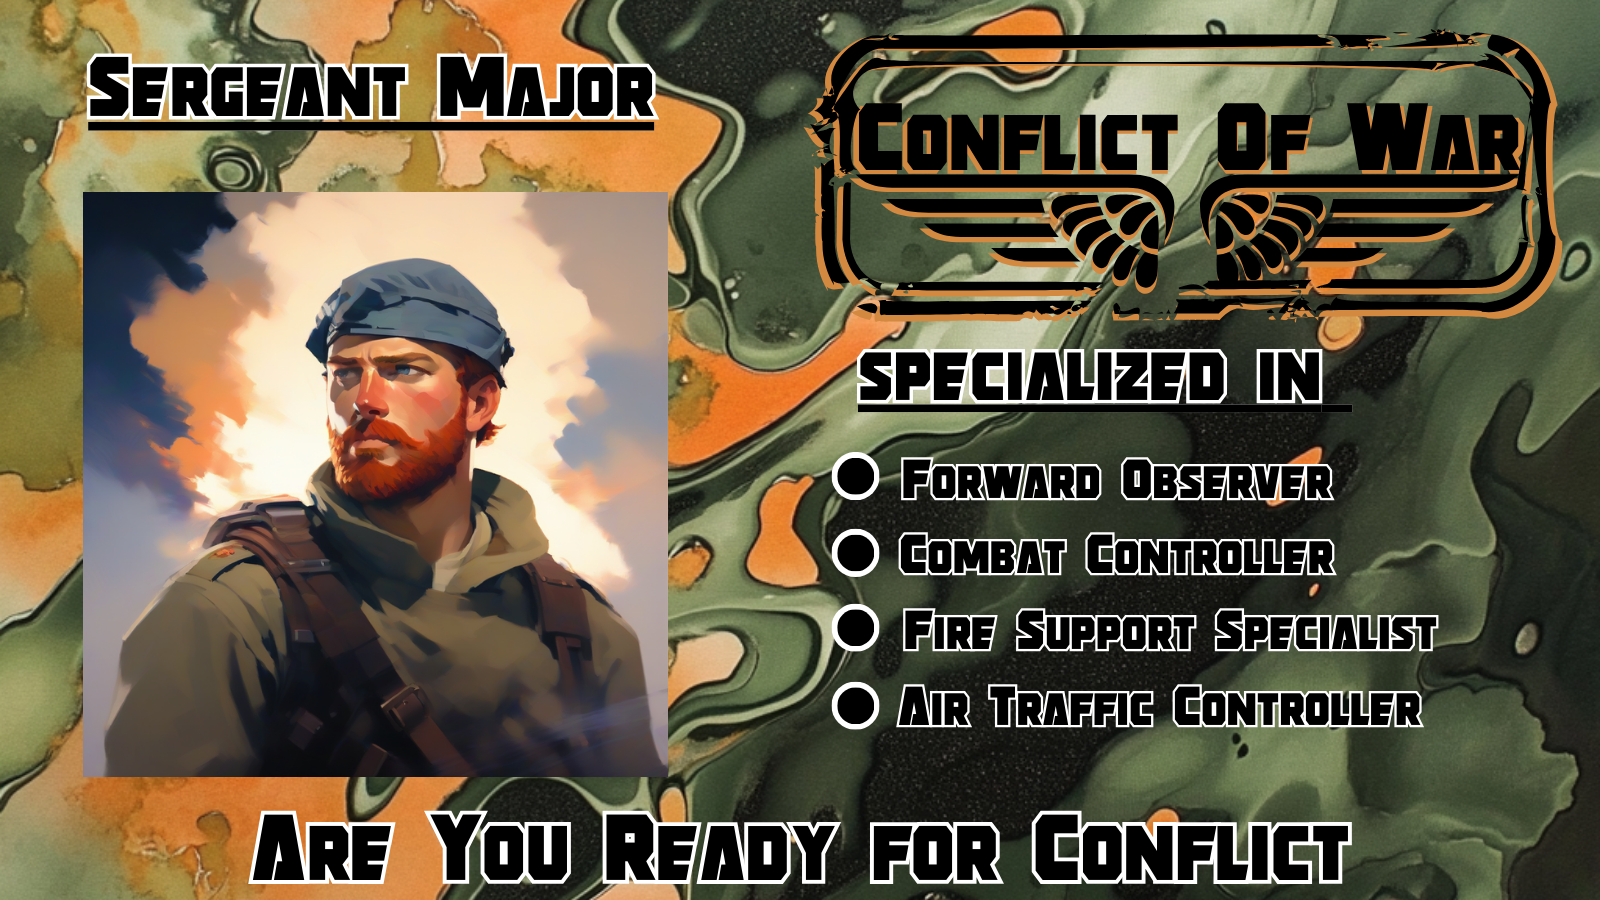 Sergeant Major
Conflict Of War
Specialized in
Forward Observer
Combat Controller
Fire Support Specialist
Air Traffic Controller
Are You Ready for Conflict